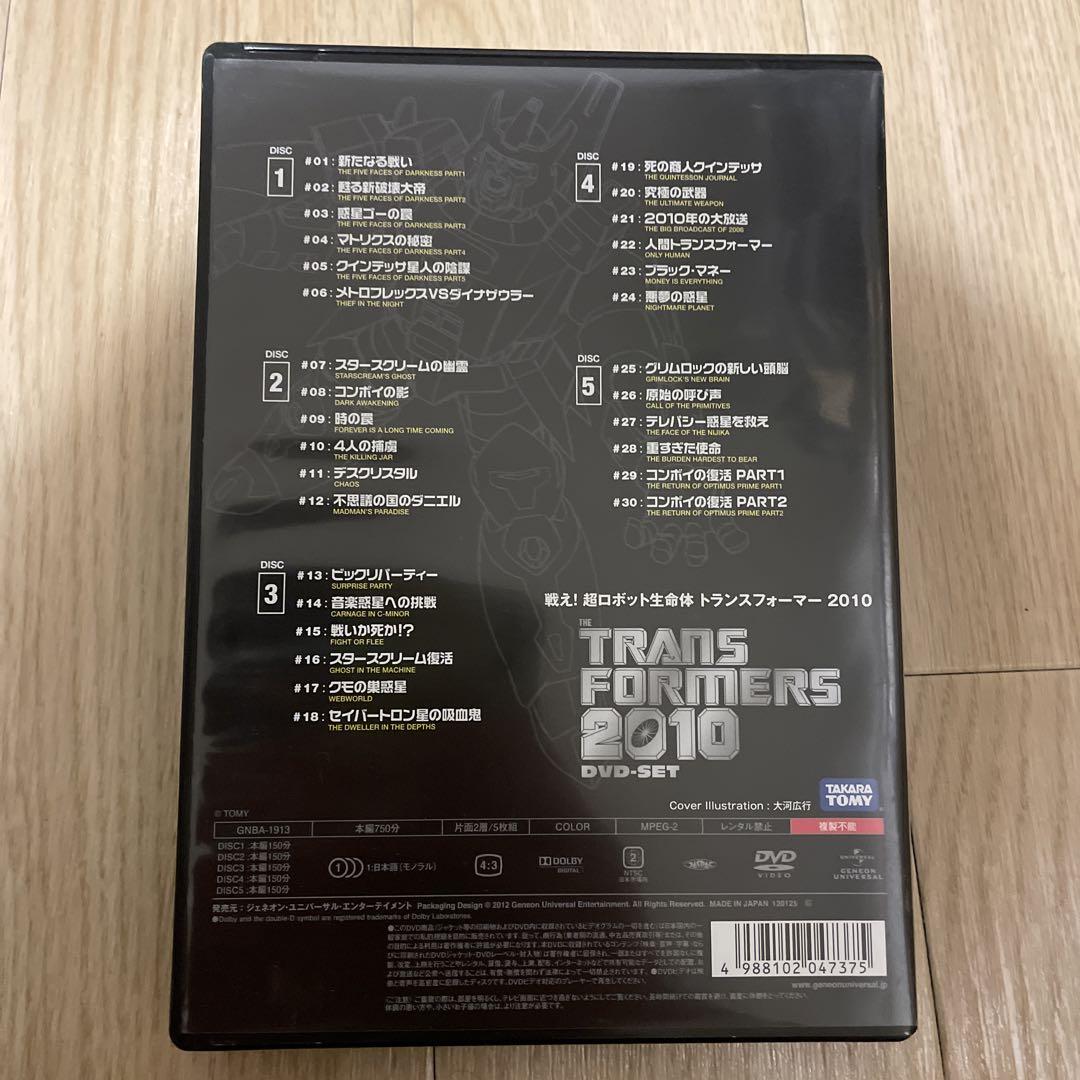 DISC
1
#01:新たなる戦い
THE FIVE FACES OF DARKNESS PART1
#02:甦る新破壊大帝
THE FIVE FACES OF DARKNESS PART2
#03:惑星ゴーの罠
THE FIVE FACES OF DARKNESS PART3
#04:マトリクスの秘密
THE FIVE FACES OF DARKNESS PART4
#05:クインテッサ星人の陰謀
THE FIVE FACES OF DARKNESS PART5
#06:メトロフレックスVSダイナザウラー
THIEF IN THE NIGHT
DISC
2
#07:スタースクリームの幽霊
STARSCREAM'S GHOST
#08:コンボイの影
DARK AWAKENING
#09:時の罠
FOREVER IS A LONG TIME COMING
#10:4人の捕虜
THE KILLING JAR
#11:デスクリスタル
CHAOS
#12:不思議の国のダニエル
MADMAN'S PARADISE
DISC
3
#13:ビックリパーティー
SURPRISE PARTY
#14:音楽惑星への挑戦
CARNAGE IN C-MINOR
#15:戦いか死か!?
FIGHT OR FLEE
#16:スタースクリーム復活
GHOST IN THE MACHINE
#17:クモの巣惑星
WEBWORLD
#18:セイバートロン星の吸血鬼
THE DWELLER IN THE DEPTHS
DISC
4
#19:死の商人クインテッサ
THE QUINTESSON JOURNAL
#20:究極の武器
THE ULTIMATE WEAPON
#21:2010年の大放送
THE BIG BROADCAST OF 2006
#22:人間トランスフォーマー
ONLY HUMAN
#23:ブラック・マネー
MONEY IS EVERYTHING
#24:悪夢の惑星
NIGHTMARE PLANET
DISC
5
#25:グリムロックの新しい頭脳
GRIMLOCK'S NEW BRAIN
#26:原始の呼び声
CALL OF THE PRIMITIVES
#27:テレパシー惑星を救え
THE FACE OF THE NIJIKA
#28:重すぎた使命
THE BURDEN HARDEST TO BEAR
#29:コンボイの復活 PART1
THE RETURN OF OPTIMUS PRIME PART1
#30:コンボイの復活 PART2
THE RETURN OF OPTIMUS PRIME PART2
戦え!超ロボット生命体 トランスフォーマー 2010
THE
TRANS
FORMERS
2010
DVD-SET
Cover Illustration:大河広行
TAKARA
TOMY
© TOMY
GNBA-1913 本編750分 片面2層/5枚組 COLOR MPEG-2 レンタル禁止 複製不能
DISC1:本編150分
DISC2:本編150分
DISC3:本編150分
DISC4:本編150分
DISC5:本編150分
1:日本語(モノラル)
4:3
DOLBY
DIGITAL
2
NTSC
日本市場向
DVD
VIDEO
UNIVERSAL
GENEON
UNIVERSAL
発売元:ジェネオン・ユニバーサル・エンターテイメント Packaging Design © 2012 Geneon Universal Entertainment. All Rights Reserved. MADE IN JAPAN 120125
●Dolby and the double-D symbol are registered trademarks of Dolby Laboratories.
4 988102 047375
www.geneonuniversal.jp